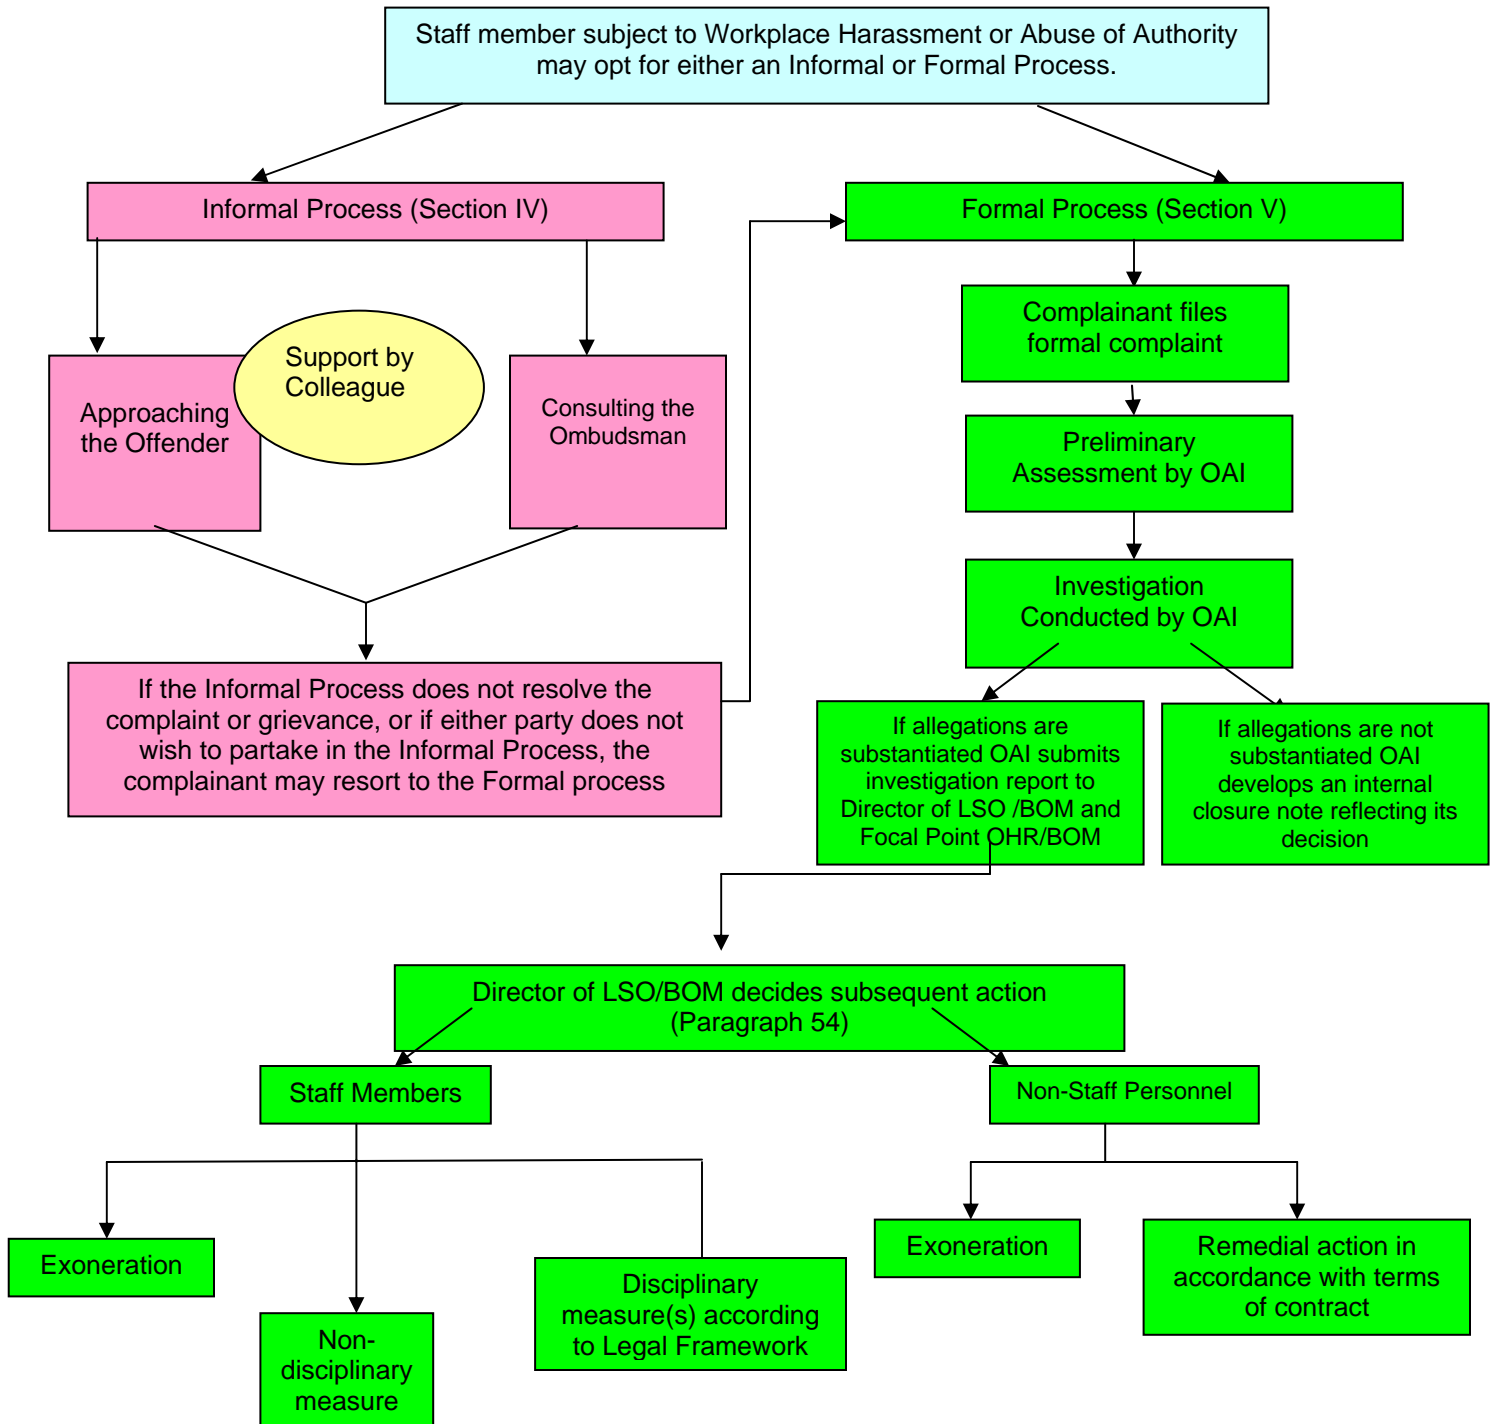 Staff member subject to Workplace Harassment or Abuse of Authority
may opt for either an Informal or Formal Process.
Informal Process (Section IV)
Formal Process (Section V)
Approaching
the Offender
Support by
Colleague
Consulting the
Ombudsman
If the Informal Process does not resolve the
complaint or grievance, or if either party does not
wish to partake in the Informal Process, the
complainant may resort to the Formal process
Complainant files
formal complaint
Preliminary
Assessment by OAI
Investigation
Conducted by OAI
If allegations are
substantiated OAI submits
investigation report to
Director of LSO /BOM and
Focal Point OHR/BOM
If allegations are not
substantiated OAI
develops an internal
closure note reflecting its
decision
Director of LSO/BOM decides subsequent action
(Paragraph 54)
Staff Members
Non-Staff Personnel
Exoneration
Non-
disciplinary
measure
Disciplinary
measure(s) according
to Legal Framework
Exoneration
Remedial action in
accordance with terms
of contract